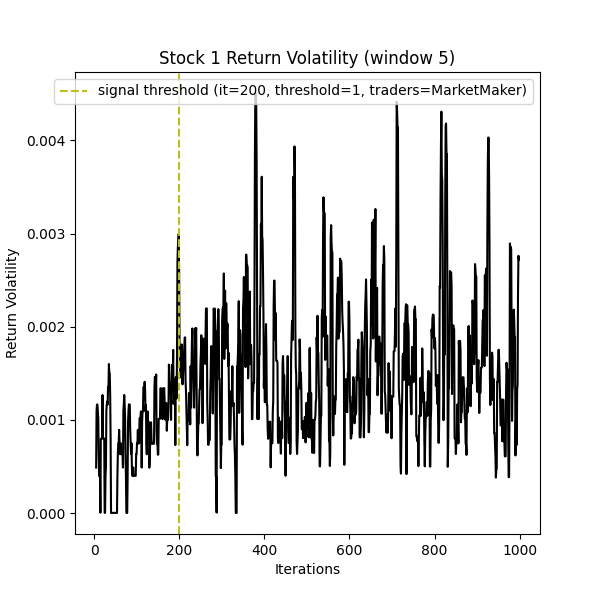 Stock 1 Return Volatility (window 5)
signal threshold (it=200, threshold=1, traders=MarketMaker)
Return Volatility
0.004
0.003
0.002
0.001
0.000
0 200 400 600 800 1000
Iterations